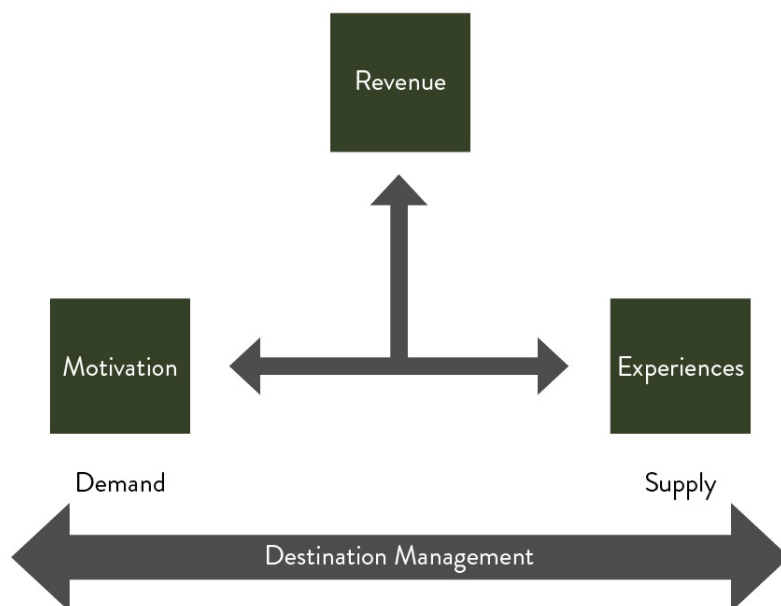 Revenue
Motivation
Experiences
Demand
Supply
Destination Management